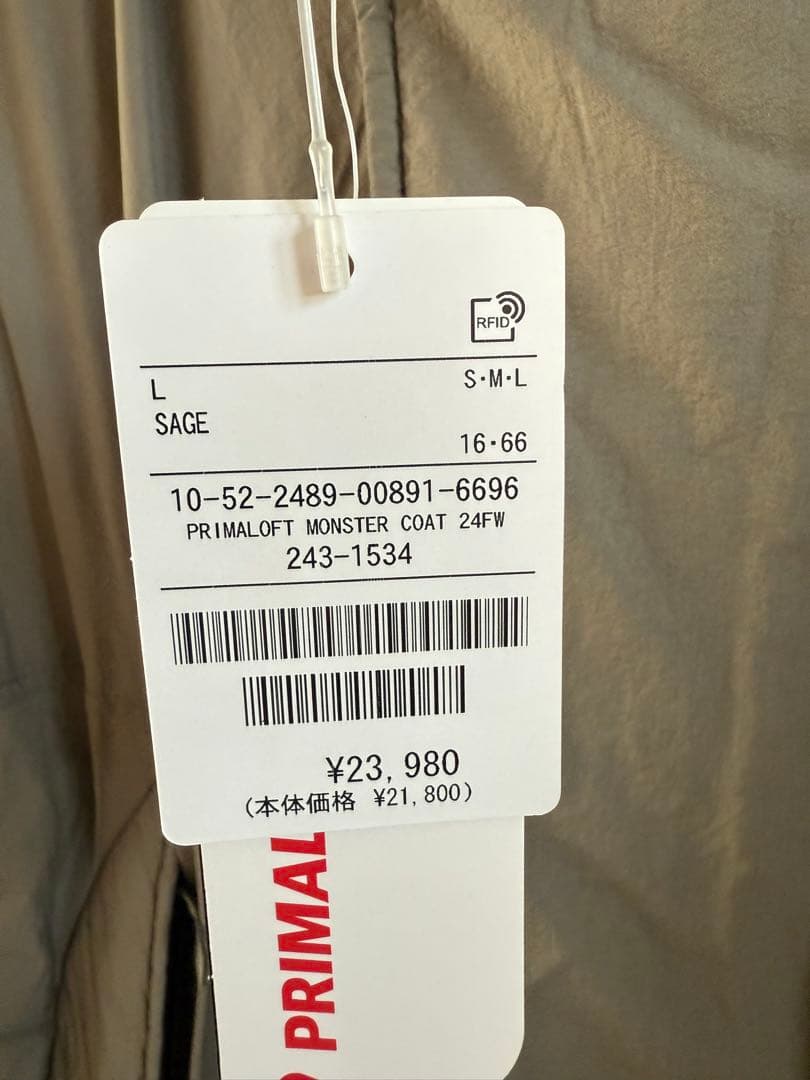 RFID
L S・M・L
SAGE
16・66
10-52-2489-00891-6696
PRIMALOFT MONSTER COAT 24FW
243-1534
¥23,980
(本体価格 ¥21,800)
PRIMAL